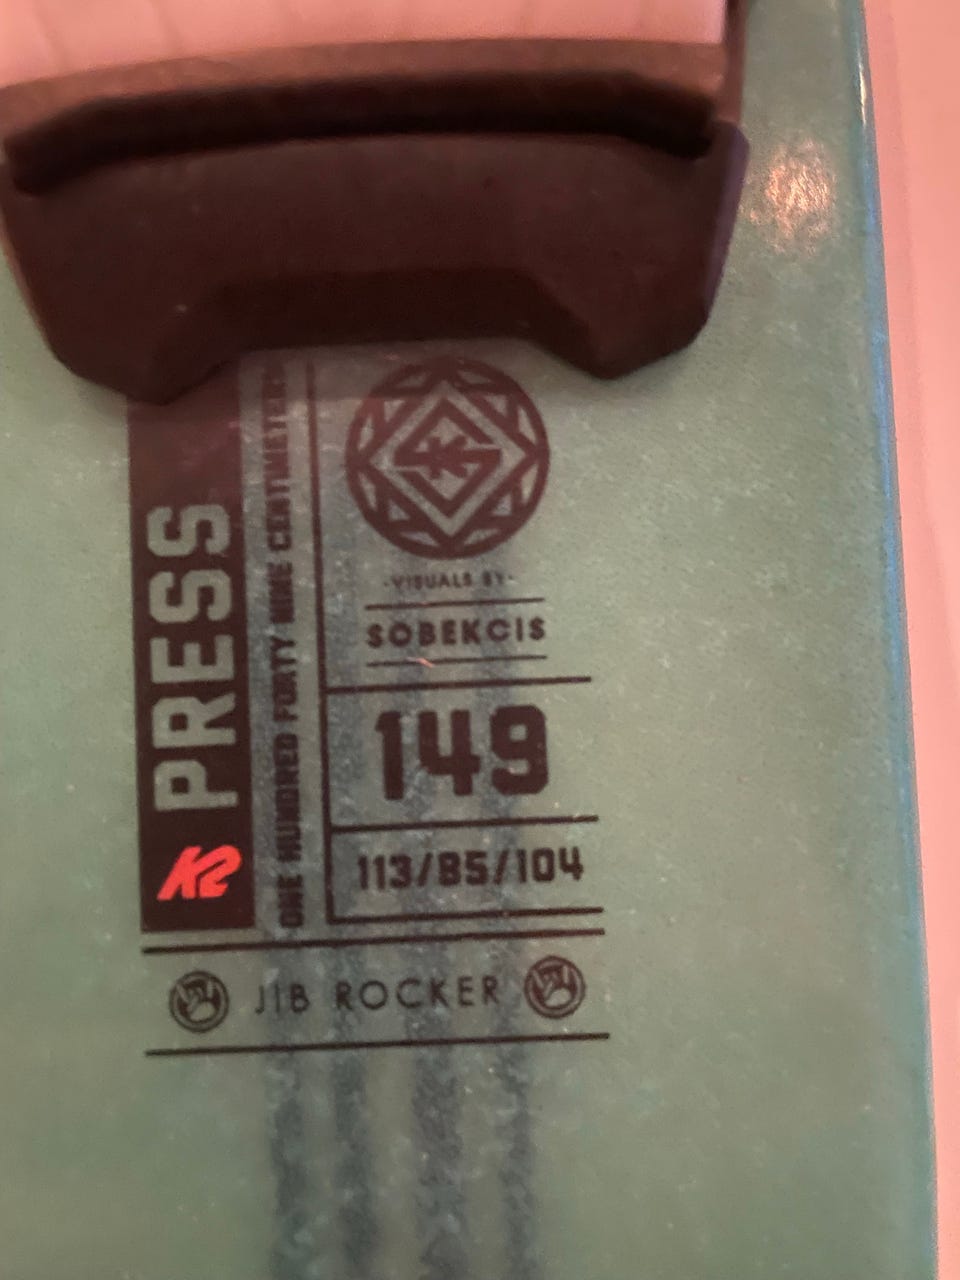 PRESS
K2
ONE HUNDRED FORTY NINE CENTIMETERS
-VISUALS BY-
SOBEKCIS
149
113/85/104
JIB ROCKER